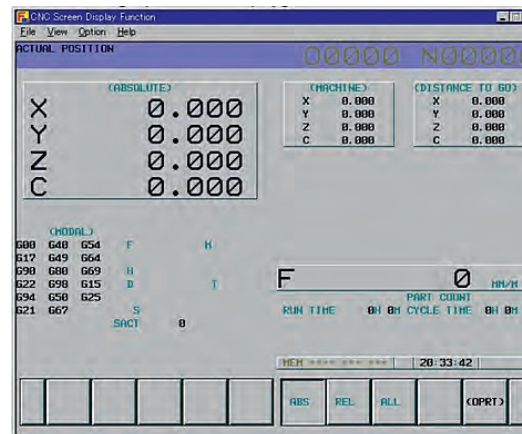 CNC Screen Display Function
File View Option Help
ACTUAL POSITION O0000 N0000
(ABSOLUTE) (MACHINE) (DISTANCE TO GO)
X 0.000 X 0.000 X 0.000
Y 0.000 Y 0.000 Y 0.000
Z 0.000 Z 0.000 Z 0.000
C 0.000 C 0.000 C 0.000
(MODAL)
G00 G40 G54 F M
G17 G49 G64
G90 G80 G69 H
G22 G98 G15 D T
G94 G50 G25
G21 G67 S
SACT 0
F 0 MM/M
PART COUNT
RUN TIME 0H 0M CYCLE TIME 0H 0M
MEM **** *** *** 20:33:42
ABS REL ALL (OPRT)